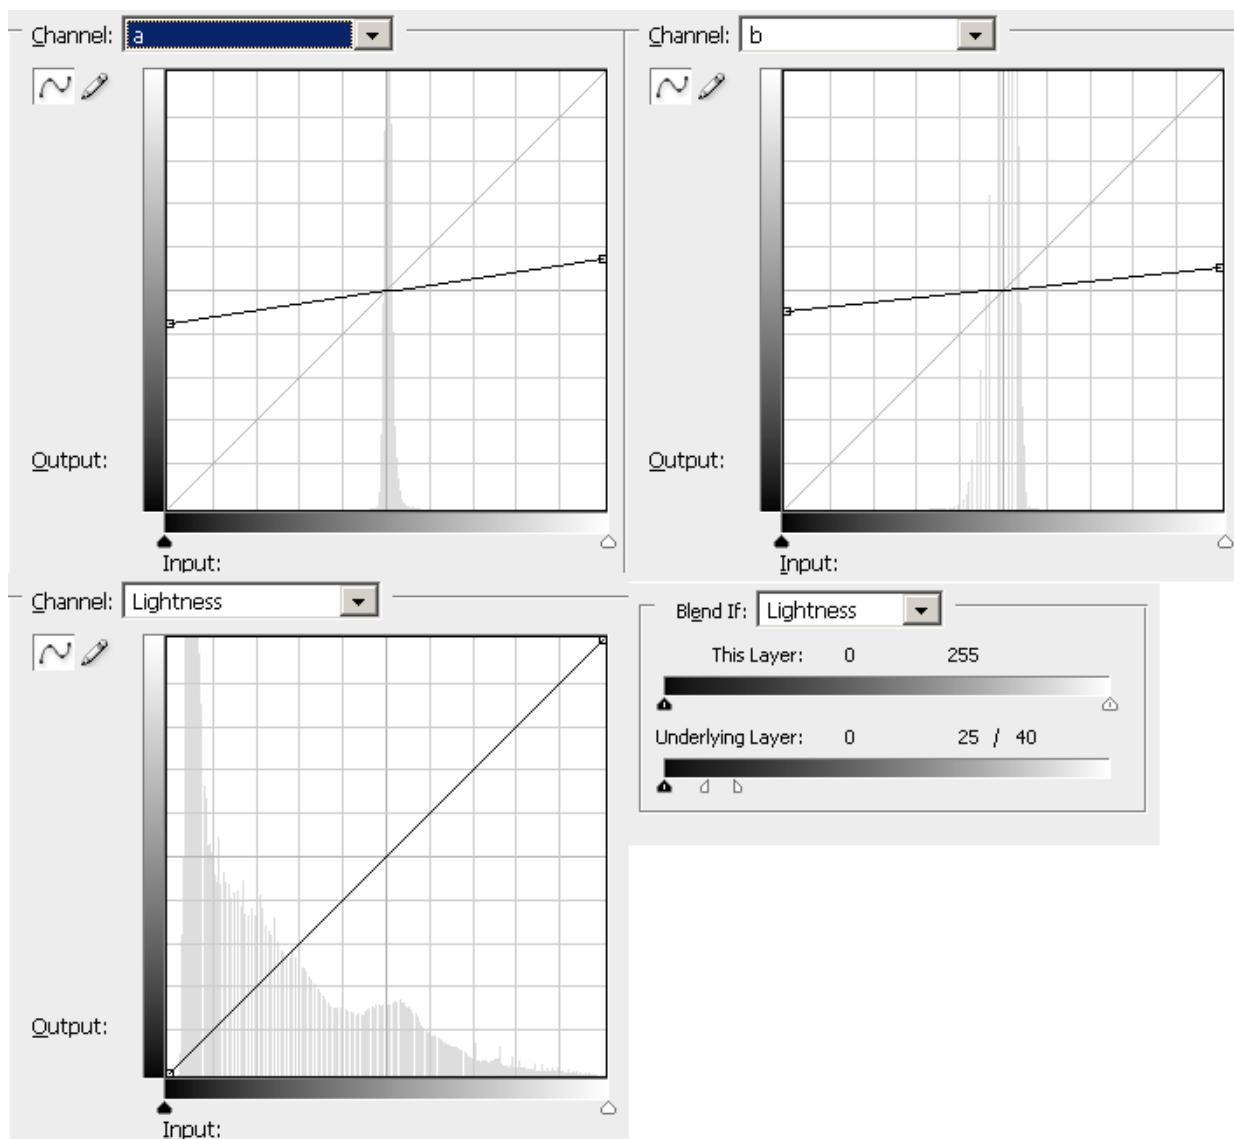 Channel: a
Output:
Input:
Channel: b
Output:
Input:
Channel: Lightness
Output:
Input:
Blend If: Lightness
This Layer: 0 255
Underlying Layer: 0 25 / 40